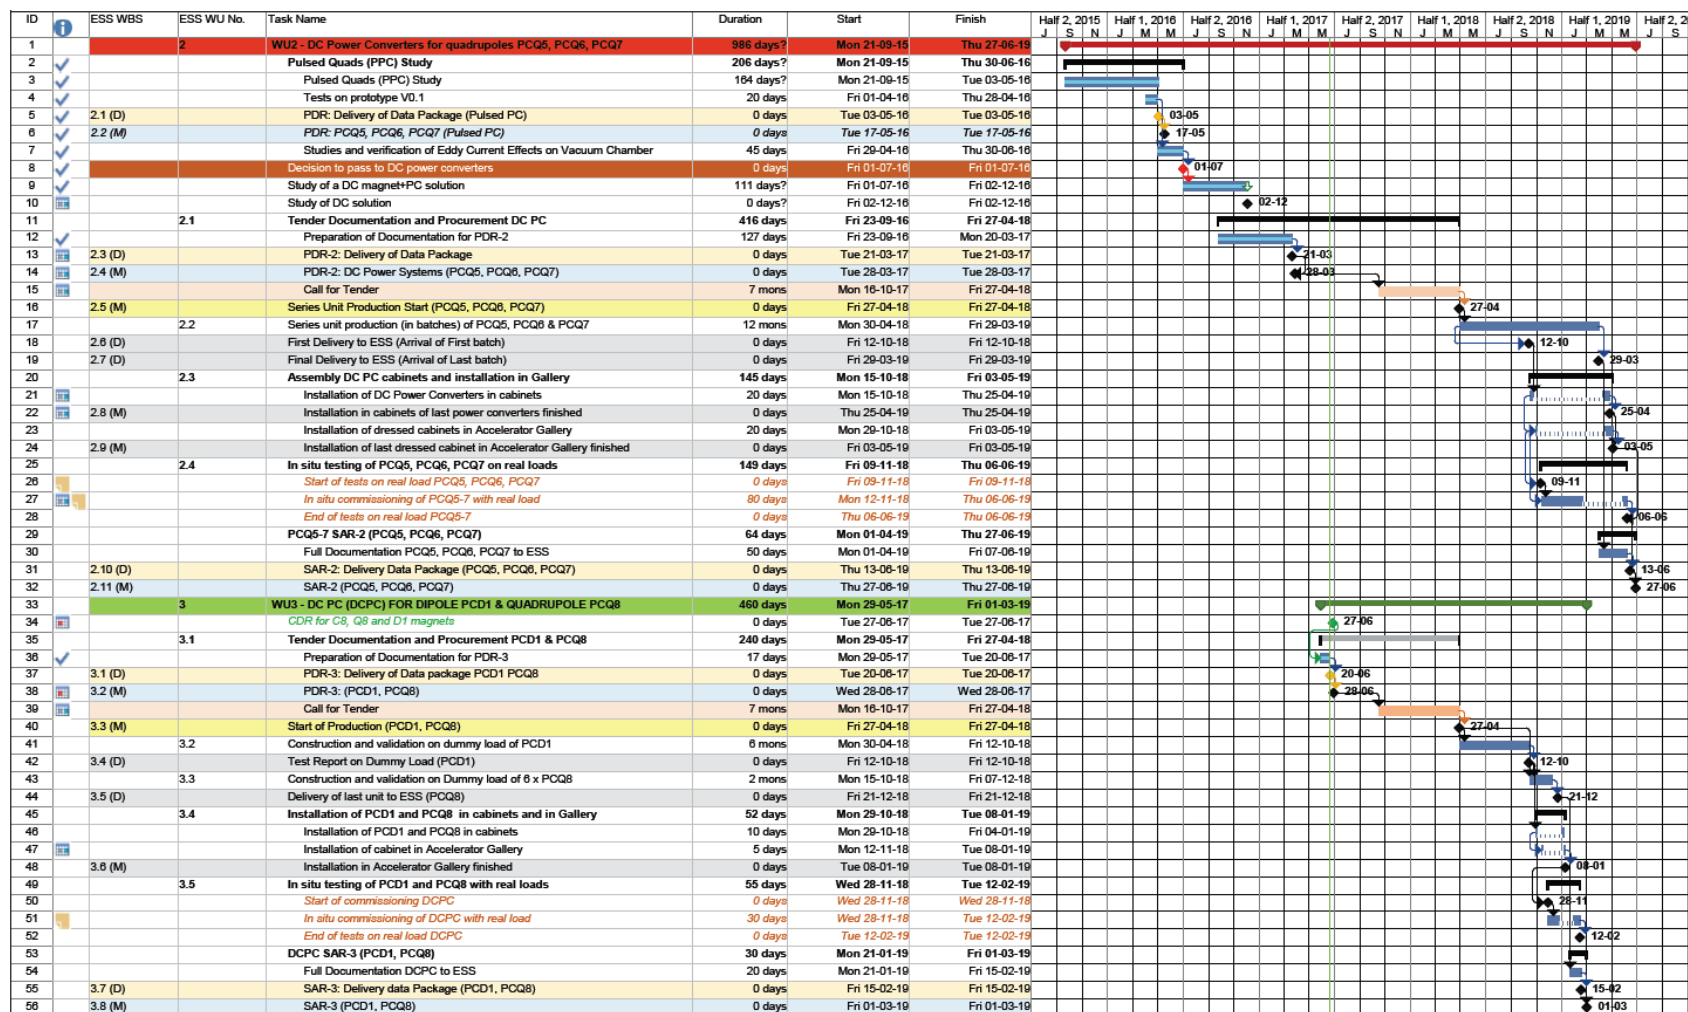 ID ESS WBS ESS WU No. Task Name Duration Start Finish Half 2, 2015 Half 1, 2016 Half 2, 2016 Half 1, 2017 Half 2, 2017 Half 1, 2018 Half 2, 2018 Half 1, 2019 Half 2, 2
J S N J M M J S N J M M J S N J M M J S N J M M J S
1 2 WU2 - DC Power Converters for quadrupoles PCQ5, PCQ6, PCQ7 986 days? Mon 21-09-15 Thu 27-06-19
2 Pulsed Quads (PPC) Study 206 days? Mon 21-09-15 Thu 30-06-16
3 Pulsed Quads (PPC) Study 164 days? Mon 21-09-15 Tue 03-05-16
4 Tests on prototype V0.1 20 days Fri 01-04-16 Thu 28-04-16
5 2.1 (D) PDR: Delivery of Data Package (Pulsed PC) 0 days Tue 03-05-16 Tue 03-05-16 03-05
6 2.2 (M) PDR: PCQ5, PCQ6, PCQ7 (Pulsed PC) 0 days Tue 17-05-16 Tue 17-05-16 17-05
7 Studies and verification of Eddy Current Effects on Vacuum Chamber 45 days Fri 29-04-16 Thu 30-06-16
8 Decision to pass to DC power converters 0 days Fri 01-07-16 Fri 01-07-16 01-07
9 Study of a DC magnet+PC solution 111 days? Fri 01-07-16 Fri 02-12-16
10 Study of DC solution 0 days? Fri 02-12-16 Fri 02-12-16 02-12
11 2.1 Tender Documentation and Procurement DC PC 416 days Fri 23-09-16 Fri 27-04-18
12 Preparation of Documentation for PDR-2 127 days Fri 23-09-16 Mon 20-03-17
13 2.3 (D) PDR-2: Delivery of Data Package 0 days Tue 21-03-17 Tue 21-03-17 21-03
14 2.4 (M) PDR-2: DC Power Systems (PCQ5, PCQ6, PCQ7) 0 days Tue 28-03-17 Tue 28-03-17 28-03
15 Call for Tender 7 mons Mon 16-10-17 Fri 27-04-18
16 2.5 (M) Series Unit Production Start (PCQ5, PCQ6, PCQ7) 0 days Fri 27-04-18 Fri 27-04-18 27-04
17 2.2 Series unit production (in batches) of PCQ5, PCQ6 & PCQ7 12 mons Mon 30-04-18 Fri 29-03-19
18 2.6 (D) First Delivery to ESS (Arrival of First batch) 0 days Fri 12-10-18 Fri 12-10-18 12-10
19 2.7 (D) Final Delivery to ESS (Arrival of Last batch) 0 days Fri 29-03-19 Fri 29-03-19 29-03
20 2.3 Assembly DC PC cabinets and installation in Gallery 145 days Mon 15-10-18 Fri 03-05-19
21 Installation of DC Power Converters in cabinets 20 days Mon 15-10-18 Thu 25-04-19
22 2.8 (M) Installation in cabinets of last power converters finished 0 days Thu 25-04-19 Thu 25-04-19 25-04
23 Installation of dressed cabinets in Accelerator Gallery 20 days Mon 29-10-18 Fri 03-05-19
24 2.9 (M) Installation of last dressed cabinet in Accelerator Gallery finished 0 days Fri 03-05-19 Fri 03-05-19 03-05
25 2.4 In situ testing of PCQ5, PCQ6, PCQ7 on real loads 149 days Fri 09-11-18 Thu 06-06-19
26 Start of tests on real load PCQ5, PCQ6, PCQ7 0 days Fri 09-11-18 Fri 09-11-18 09-11
27 In situ commissioning of PCQ5-7 with real load 80 days Mon 12-11-18 Thu 06-06-19
28 End of tests on real load PCQ5-7 0 days Thu 06-06-19 Thu 06-06-19 06-06
29 PCQ5-7 SAR-2 (PCQ5, PCQ6, PCQ7) 64 days Mon 01-04-19 Thu 27-06-19
30 Full Documentation PCQ5, PCQ6, PCQ7 to ESS 50 days Mon 01-04-19 Fri 07-06-19
31 2.10 (D) SAR-2: Delivery Data Package (PCQ5, PCQ6, PCQ7) 0 days Thu 13-06-19 Thu 13-06-19 13-06
32 2.11 (M) SAR-2 (PCQ5, PCQ6, PCQ7) 0 days Thu 27-06-19 Thu 27-06-19 27-06
33 3 WU3 - DC PC (DCPC) FOR DIPOLE PCD1 & QUADRUPOLE PCQ8 460 days Mon 29-05-17 Fri 01-03-19
34 CDR for C8, Q8 and D1 magnets 0 days Tue 27-06-17 Tue 27-06-17 27-06
35 3.1 Tender Documentation and Procurement PCD1 & PCQ8 240 days Mon 29-05-17 Fri 27-04-18
36 Preparation of Documentation for PDR-3 17 days Mon 29-05-17 Tue 20-06-17
37 3.1 (D) PDR-3: Delivery of Data package PCD1 PCQ8 0 days Tue 20-06-17 Tue 20-06-17 20-06
38 3.2 (M) PDR-3: (PCD1, PCQ8) 0 days Wed 28-06-17 Wed 28-06-17 28-06
39 Call for Tender 7 mons Mon 16-10-17 Fri 27-04-18
40 3.3 (M) Start of Production (PCD1, PCQ8) 0 days Fri 27-04-18 Fri 27-04-18 27-04
41 3.2 Construction and validation on dummy load of PCD1 6 mons Mon 30-04-18 Fri 12-10-18
42 3.4 (D) Test Report on Dummy Load (PCD1) 0 days Fri 12-10-18 Fri 12-10-18 12-10
43 3.3 Construction and validation on Dummy load of 6 x PCQ8 2 mons Mon 15-10-18 Fri 07-12-18
44 3.5 (D) Delivery of last unit to ESS (PCQ8) 0 days Fri 21-12-18 Fri 21-12-18 21-12
45 3.4 Installation of PCD1 and PCQ8 in cabinets and in Gallery 52 days Mon 29-10-18 Tue 08-01-19
46 Installation of PCD1 and PCQ8 in cabinets 10 days Mon 29-10-18 Fri 04-01-19
47 Installation of cabinet in Accelerator Gallery 5 days Mon 12-11-18 Tue 08-01-19
48 3.6 (M) Installation in Accelerator Gallery finished 0 days Tue 08-01-19 Tue 08-01-19 08-01
49 3.5 In situ testing of PCD1 and PCQ8 with real loads 55 days Wed 28-11-18 Tue 12-02-19
50 Start of commissioning DCPC 0 days Wed 28-11-18 Wed 28-11-18 28-11
51 In situ commissioning of DCPC with real load 30 days Wed 28-11-18 Tue 12-02-19
52 End of tests on real load DCPC 0 days Tue 12-02-19 Tue 12-02-19 12-02
53 DCPC SAR-3 (PCD1, PCQ8) 30 days Mon 21-01-19 Fri 01-03-19
54 Full Documentation DCPC to ESS 20 days Mon 21-01-19 Fri 15-02-19
55 3.7 (D) SAR-3: Delivery data Package (PCD1, PCQ8) 0 days Fri 15-02-19 Fri 15-02-19 15-02
56 3.8 (M) SAR-3 (PCD1, PCQ8) 0 days Fri 01-03-19 Fri 01-03-19 01-03